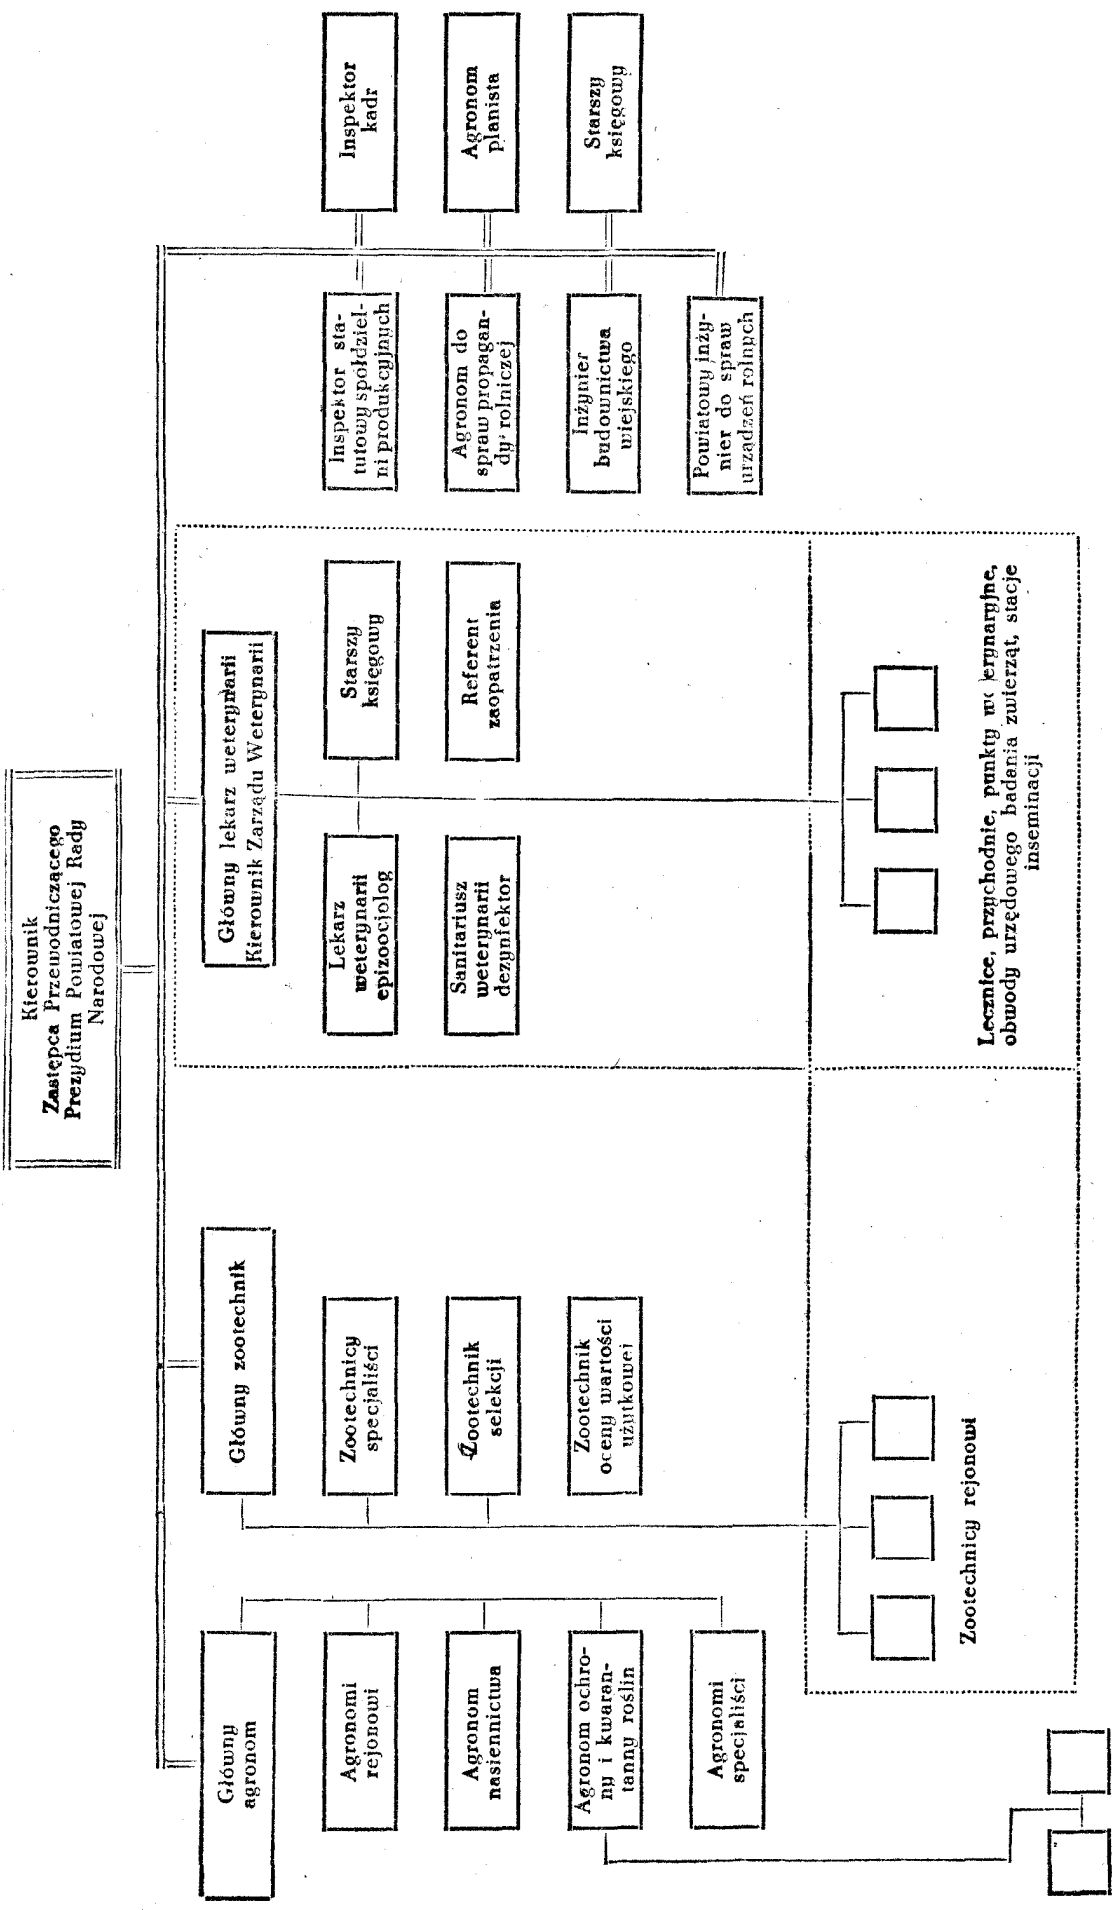 Kierownik
Zastępca Przewodniczącego
Prezydium Powiatowej Rady
Narodowej
Główny
agronom
Agronomi
rejonowi
Agronom
nasiennictwa
Agronom ochro-
ny i kwaran-
tanny roślin
Agronomi
specjaliści
Główny zootechnik
Zootechnicy
specjaliści
Zootechnik
selekcji
Zootechnik
oceny wartości
użytkowej
Zootechnicy rejonowi
Główny lekarz weterynarii
Kierownik Zarządu Weterynarii
Lekarz
weterynarii
epizoocjolog
Starszy
księgowy
Sanitariusz
weterynarii
dezynfektor
Referent
zaopatrzenia
Lecznice, przychodnie, punkty weterynaryjne,
obwody urzędowego badania zwierząt, stacje
inseminacji
Inspektor sta-
tutowy spółdziel-
ni produkcyjnych
Inspektor
kadr
Agronom do
spraw propagan-
dy rolniczej
Agronom
planista
Inżynier
budownictwa
wiejskiego
Starszy
księgowy
Powiatowy inży-
nier do spraw
urządzeń rolnych